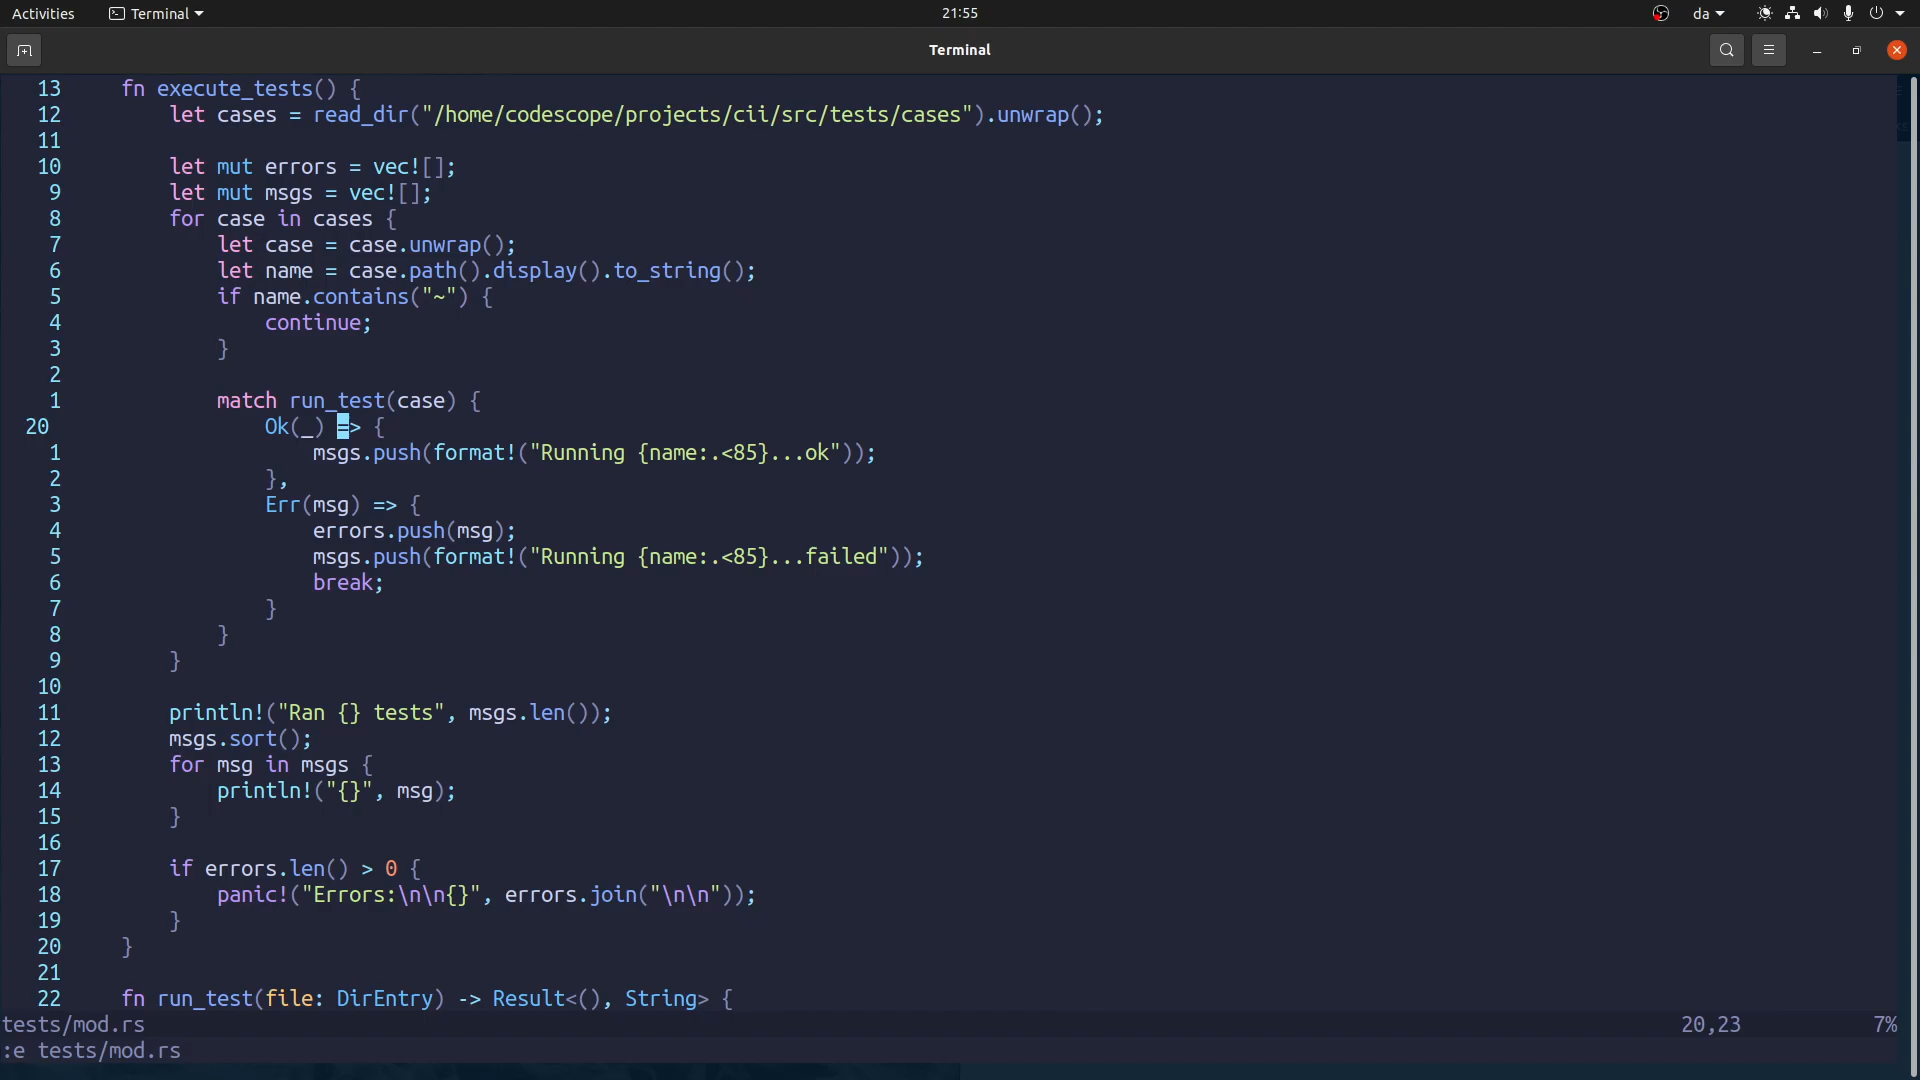 Activities Terminal 21:55 da
Terminal
13 fn execute_tests() {
12 let cases = read_dir("/home/codescope/projects/cii/src/tests/cases").unwrap();
11
10 let mut errors = vec![];
9 let mut msgs = vec![];
8 for case in cases {
7 let case = case.unwrap();
6 let name = case.path().display().to_string();
5 if name.contains("~") {
4 continue;
3 }
2
1 match run_test(case) {
20 Ok(_) => {
1 msgs.push(format!("Running {name:.<85}...ok"));
2 },
3 Err(msg) => {
4 errors.push(msg);
5 msgs.push(format!("Running {name:.<85}...failed"));
6 break;
7 }
8 }
9 }
10
11 println!("Ran {} tests", msgs.len());
12 msgs.sort();
13 for msg in msgs {
14 println!("{}", msg);
15 }
16
17 if errors.len() > 0 {
18 panic!("Errors:\n\n{}", errors.join("\n\n"));
19 }
20 }
21
22 fn run_test(file: DirEntry) -> Result<(), String> {
tests/mod.rs 20,23 7%
:e tests/mod.rs